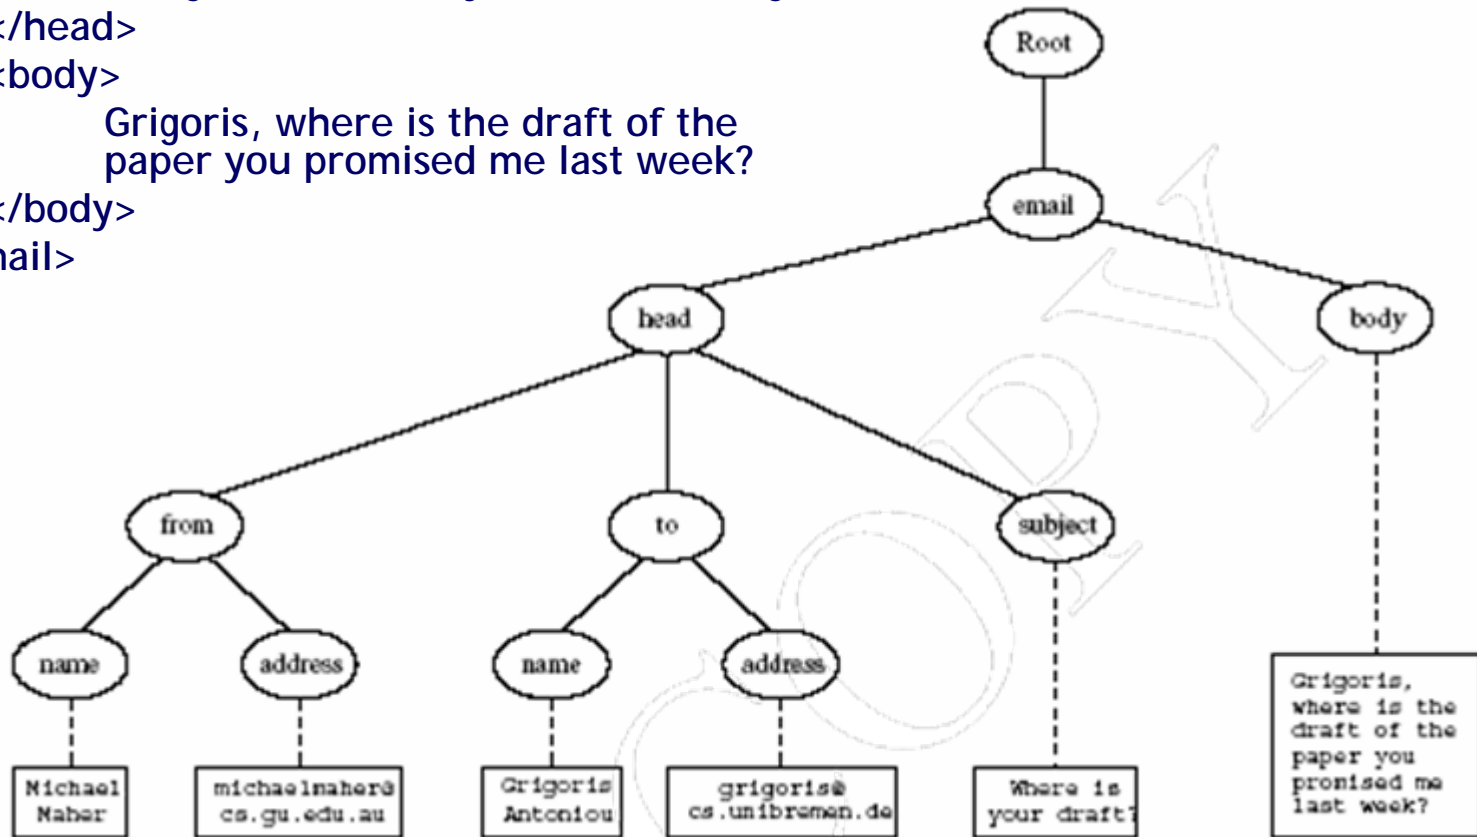 </head>
<body>
Grigoris, where is the draft of the
paper you promised me last week?
</body>
mail>
Root
email
head
body
from
to
subject
name
address
name
address
Michael
Maher
michaelmaher@
cs.gu.edu.au
Grigoris
Antoniou
grigoris@
cs.unibremen.de
Where is
your draft?
Grigoris,
where is the
draft of the
paper you
promised me
last week?
COPY